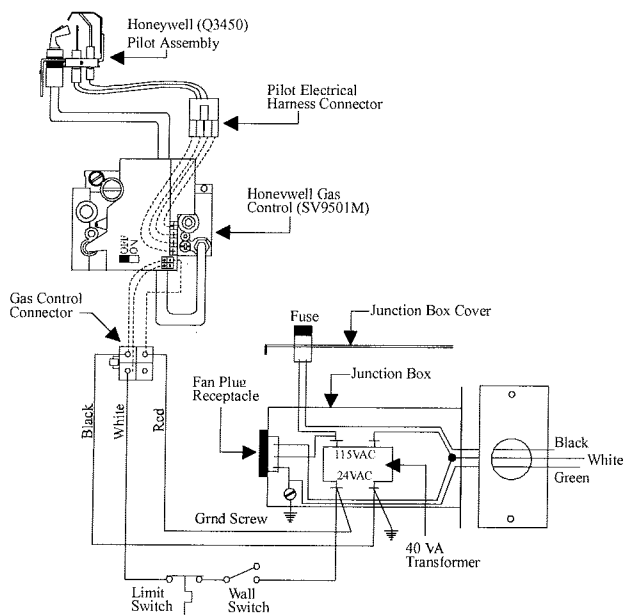 Honeywell (Q3450)
Pilot Assembly
Pilot Electrical
Harness Connector
Honeywell Gas
Control (SV9501M)
OFF
ON
Gas Control
Connector
Fuse
Junction Box Cover
Fan Plug
Receptacle
Junction Box
Black
White
Red
115VAC
24VAC
Black
White
Green
Grnd Screw
40 VA
Transformer
Limit
Switch
Wall
Switch